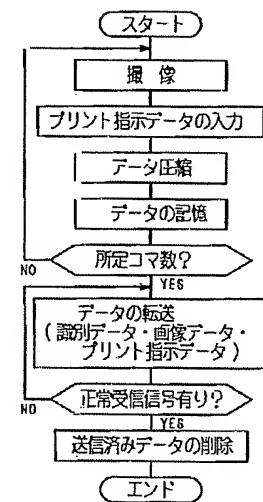 スタート
撮 像
プリント指示データの入力
データ圧縮
データの記憶
所定コマ数?
NO
YES
データの転送
(識別データ・画像データ・
プリント指示データ)
正常受信信号有り?
NO
YES
送信済みデータの削除
エンド